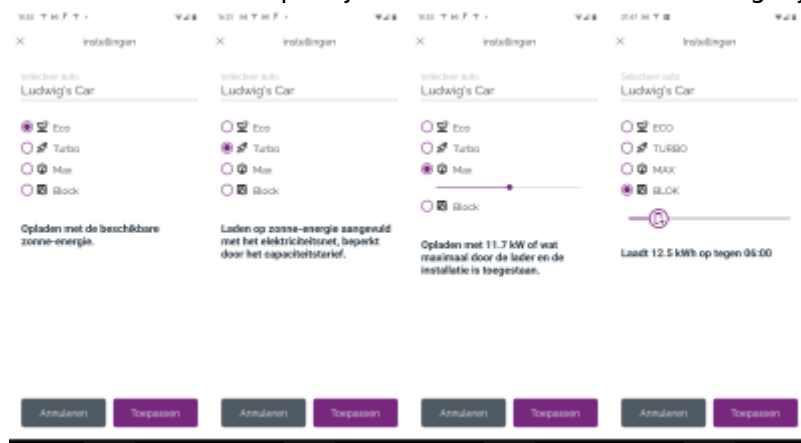 instellingen
selecteer auto
Ludwig's Car
Eco
Turbo
Max
Block
Opladen met de beschikbare
zonne-energie.
Annuleren
Toepassen
instellingen
selecteer auto
Ludwig's Car
Eco
Turbo
Max
Block
Laden op zonne-energie aangevuld
met het elektriciteitsnet, beperkt
door het capaciteitstarief.
Annuleren
Toepassen
instellingen
selecteer auto
Ludwig's Car
Eco
Turbo
Max
Block
Opladen met 11.7 kW of wat
maximaal door de lader en de
installatie is toegestaan.
Annuleren
Toepassen
21:47
Instellingen
Selecteer auto
Ludwig's Car
ECO
TURBO
MAX
BLOK
Laadt 12.5 kWh op tegen 06:00
Annuleren
Toepassen